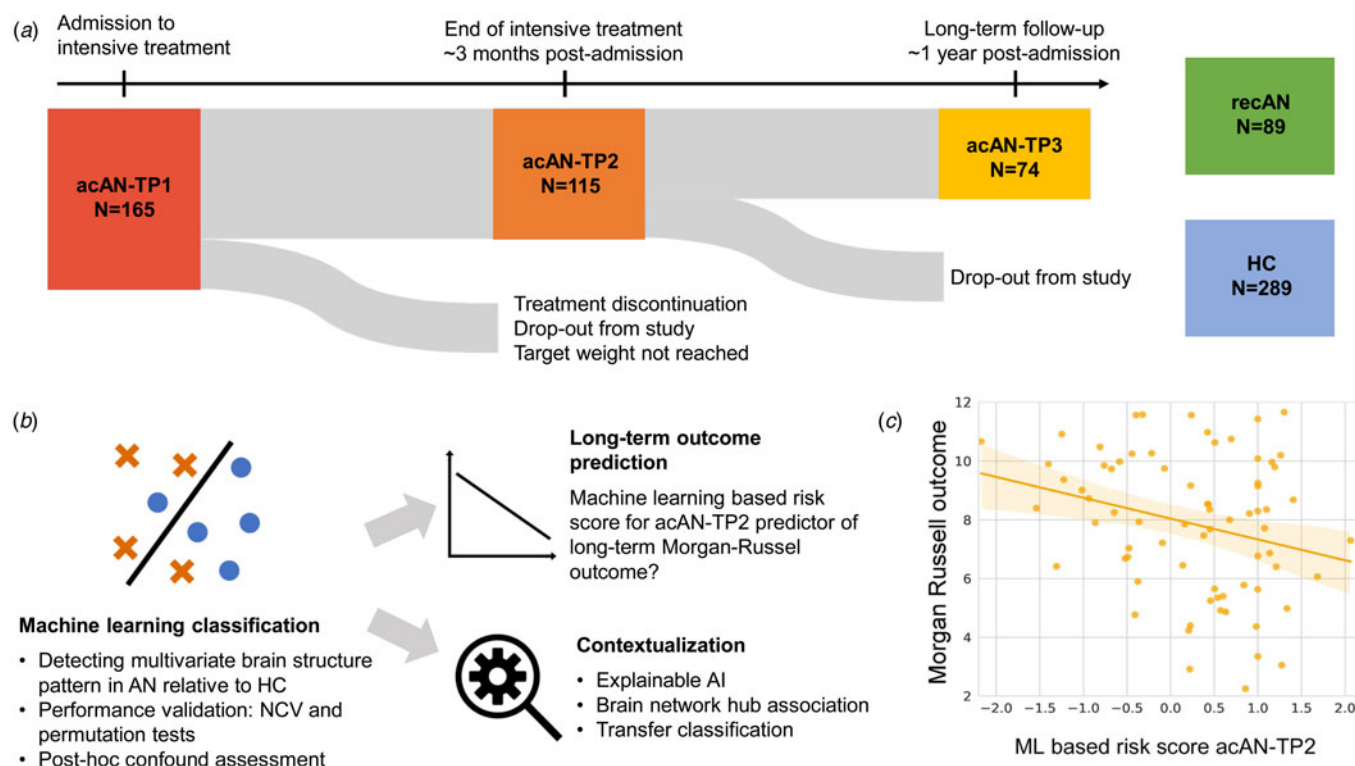 (a)
Admission to
intensive treatment
End of intensive treatment
~3 months post-admission
Long-term follow-up
~1 year post-admission
acAN-TP1
N=165
acAN-TP2
N=115
acAN-TP3
N=74
recAN
N=89
HC
N=289
Treatment discontinuation
Drop-out from study
Target weight not reached
Drop-out from study
(b)
Machine learning classification
• Detecting multivariate brain structure
pattern in AN relative to HC
• Performance validation: NCV and
permutation tests
• Post-hoc confound assessment
Long-term outcome
prediction
Machine learning based risk
score for acAN-TP2 predictor of
long-term Morgan-Russel
outcome?
Contextualization
• Explainable AI
• Brain network hub association
• Transfer classification
(c)
Morgan Russell outcome
12
10
8
6
4
2
−2.0 −1.5 −1.0 −0.5 0.0 0.5 1.0 1.5 2.0
ML based risk score acAN-TP2